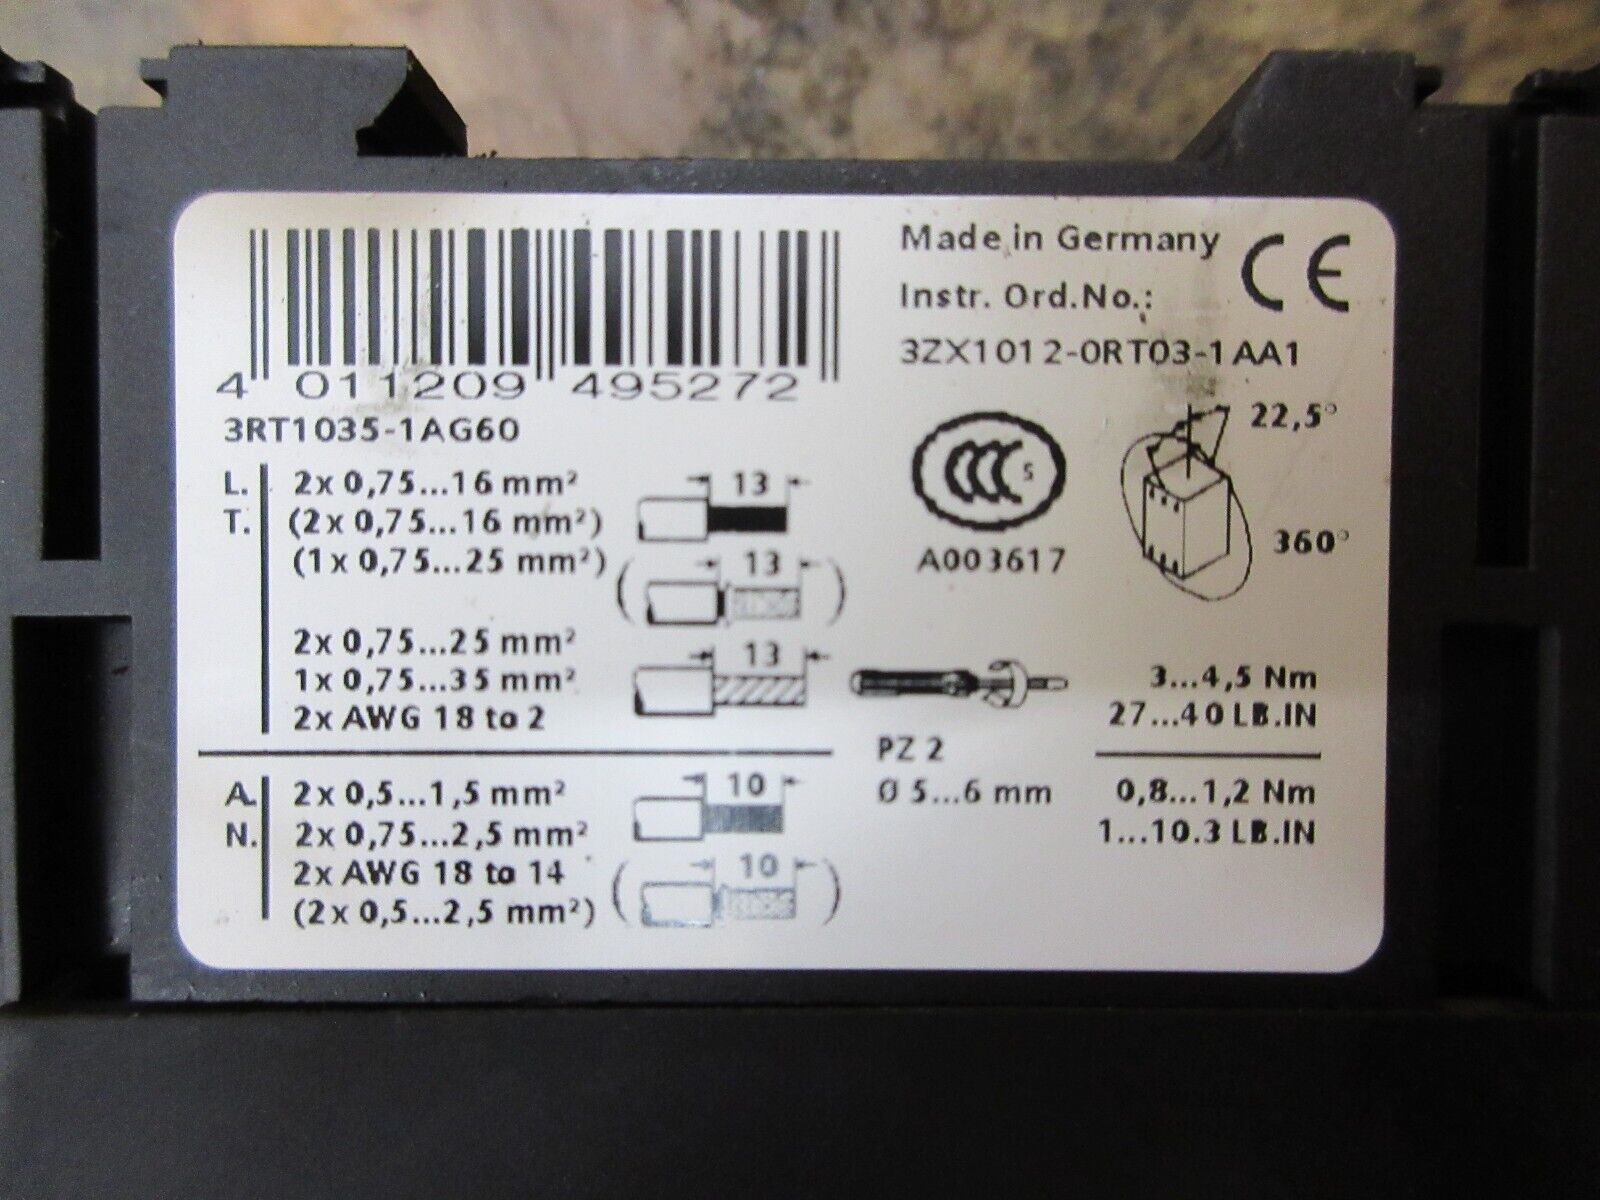 4 011209 495272
3RT1035-1AG60
Made in Germany
CE
Instr. Ord.No.:
3ZX1012-0RT03-1AA1
CCC S
A003617
22,5°
360°
L.
T.
2x 0,75...16 mm²
(2x 0,75...16 mm²)
(1x 0,75...25 mm²)
2x 0,75...25 mm²
1x 0,75...35 mm²
2x AWG 18 to 2
13
13
13
PZ 2
Ø 5...6 mm
3...4,5 Nm
27...40 LB.IN
A.
N.
2x 0,5...1,5 mm²
2x 0,75...2,5 mm²
2x AWG 18 to 14
(2x 0,5...2,5 mm²)
10
10
0,8...1,2 Nm
1...10.3 LB.IN